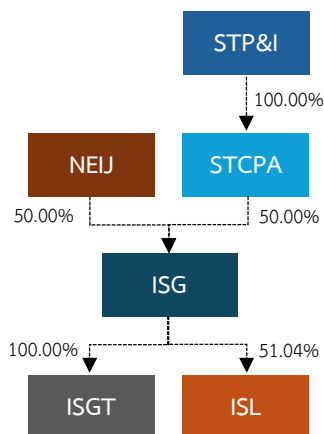 STP&I
100.00%
NEIJ
STCPA
50.00%
50.00%
ISG
100.00%
51.04%
ISGT
ISL